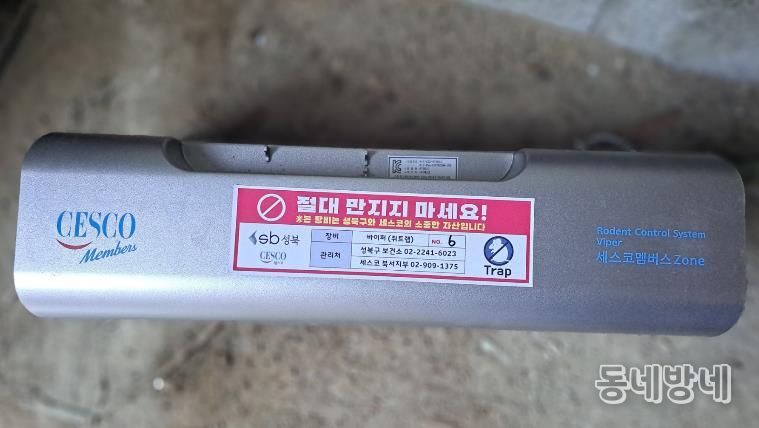 CESCO
Members
절대 만지지 마세요!
※본 장비는 성북구와 세스코의 소중한 자산입니다
sb 성북
CESCO
장비 바이퍼 (쥐트랩) NO. 6
관리처 성북구 보건소 02-2241-6023
세스코 북서지부 02-909-1375
Trap
Rodent Control System
Viper
세스코멤버스Zone
동네방네